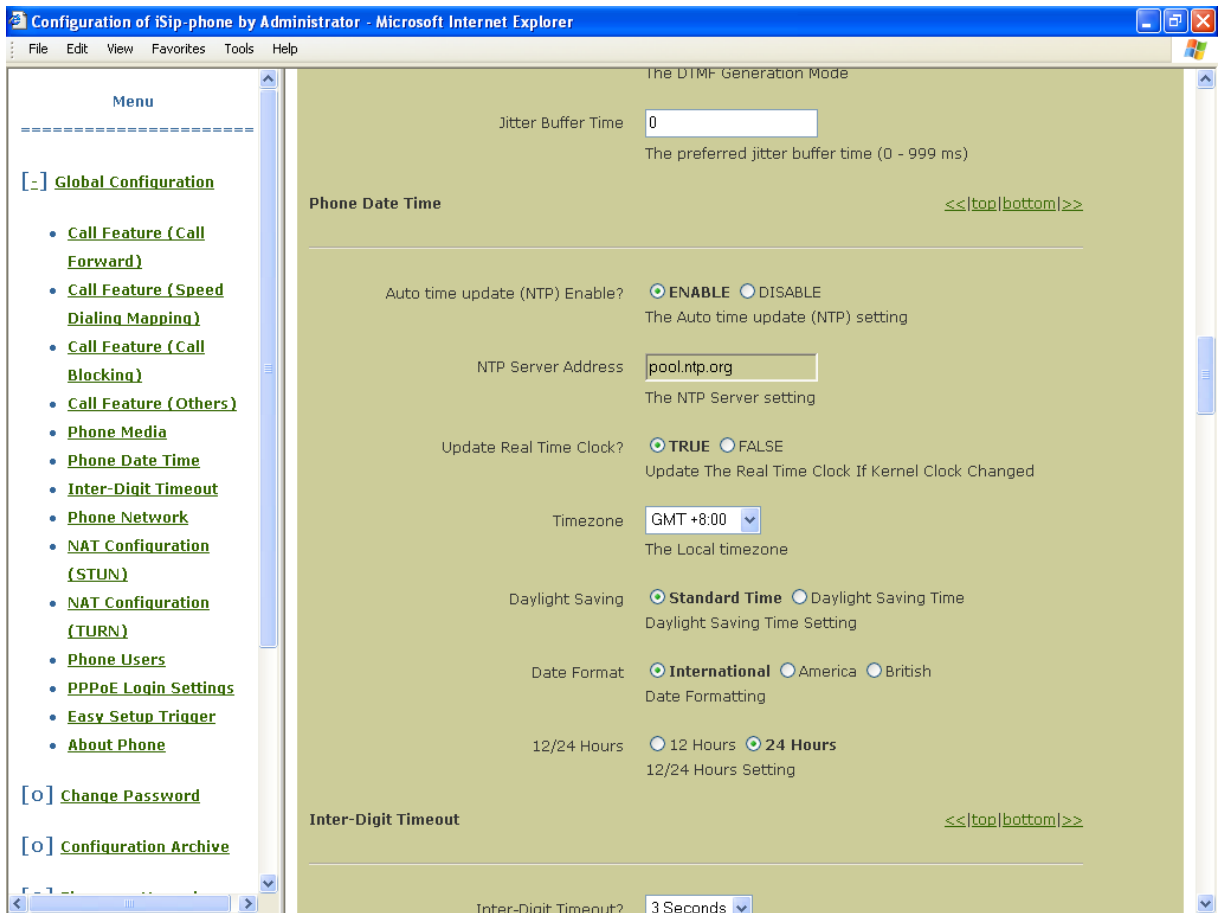 Configuration of iSip-phone by Administrator - Microsoft Internet Explorer
File Edit View Favorites Tools Help
Menu
=======================
[-] Global Configuration
Call Feature (Call
Forward)
Call Feature (Speed
Dialing Mapping)
Call Feature (Call
Blocking)
Call Feature (Others)
Phone Media
Phone Date Time
Inter-Digit Timeout
Phone Network
NAT Configuration
(STUN)
NAT Configuration
(TURN)
Phone Users
PPPoE Login Settings
Easy Setup Trigger
About Phone
[o] Change Password
[o] Configuration Archive
The DTMF Generation Mode
Jitter Buffer Time 0
The preferred jitter buffer time (0 - 999 ms)
Phone Date Time <<|top|bottom|>>
Auto time update (NTP) Enable? ENABLE DISABLE
The Auto time update (NTP) setting
NTP Server Address pool.ntp.org
The NTP Server setting
Update Real Time Clock? TRUE FALSE
Update The Real Time Clock If Kernel Clock Changed
Timezone GMT +8:00
The Local timezone
Daylight Saving Standard Time Daylight Saving Time
Daylight Saving Time Setting
Date Format International America British
Date Formatting
12/24 Hours 12 Hours 24 Hours
12/24 Hours Setting
Inter-Digit Timeout <<|top|bottom|>>
Inter-Digit Timeout? 3 Seconds